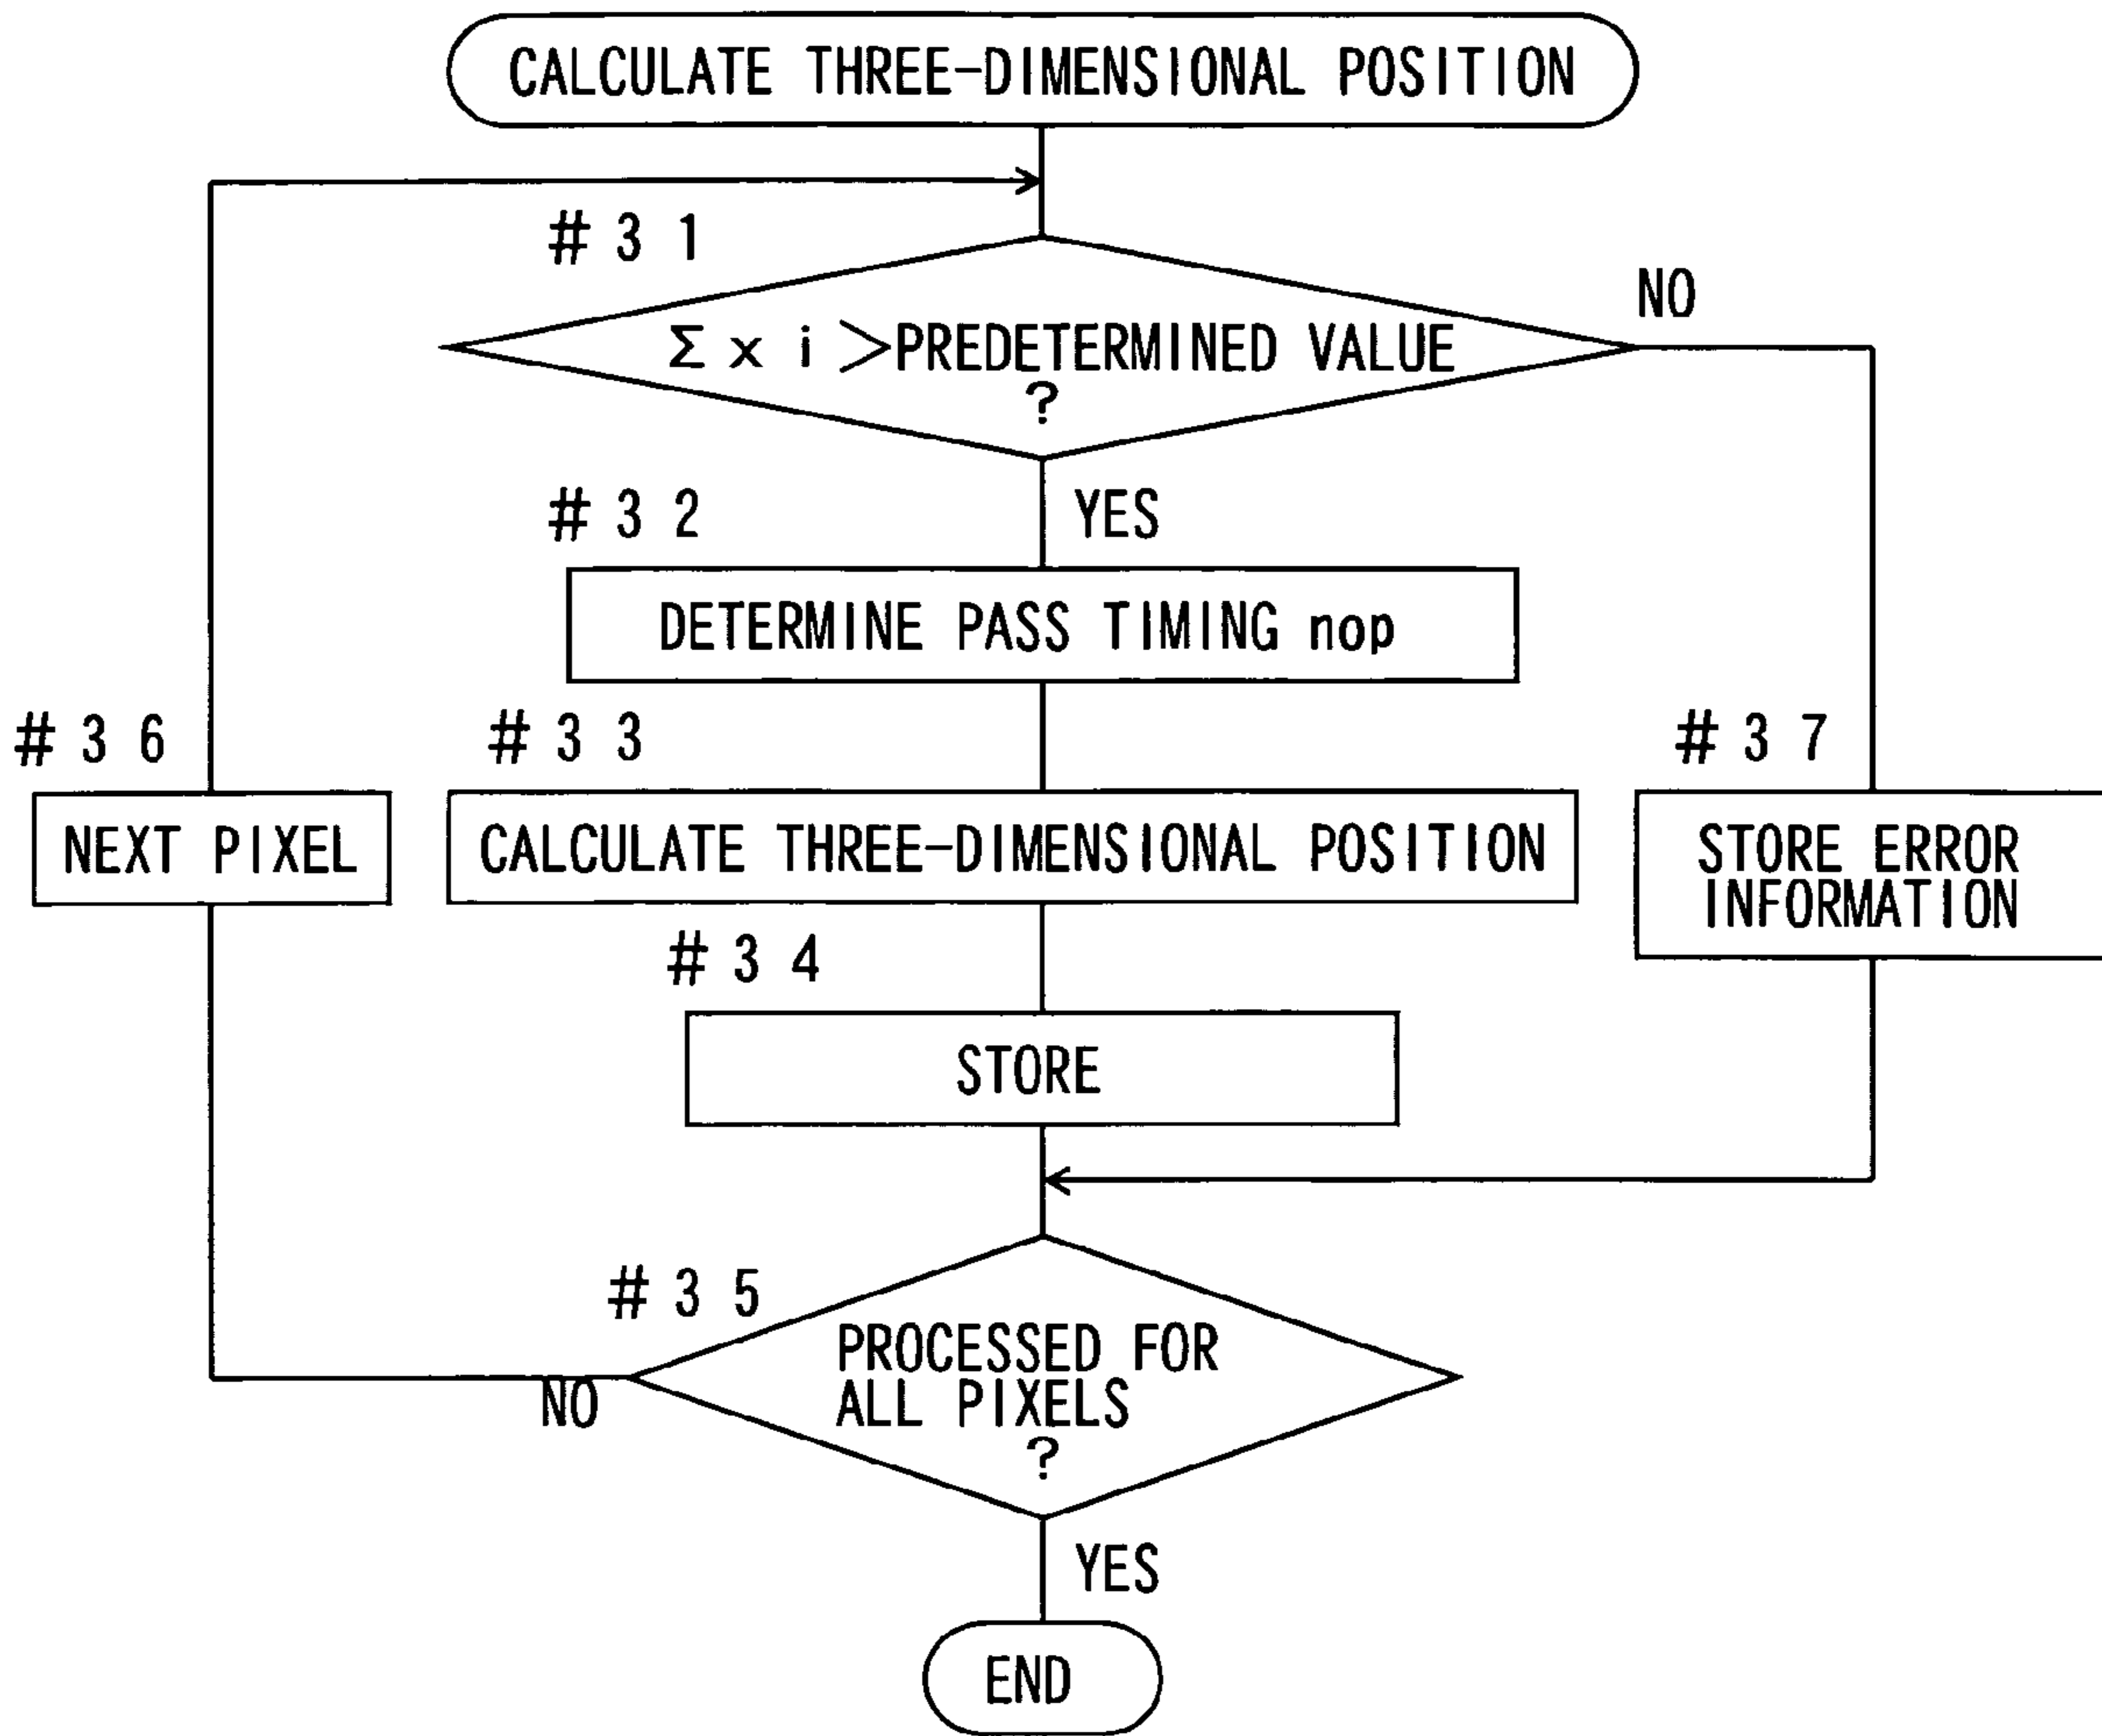 CALCULATE THREE-DIMENSIONAL POSITION
#31
NO
Σxi>PREDETERMINED VALUE
?
#32
YES
DETERMINE PASS TIMING nop
#36
#33
#37
NEXT PIXEL
CALCULATE THREE-DIMENSIONAL POSITION
STORE ERROR
INFORMATION
#34
STORE
#35
PROCESSED FOR
ALL PIXELS
?
NO
YES
END